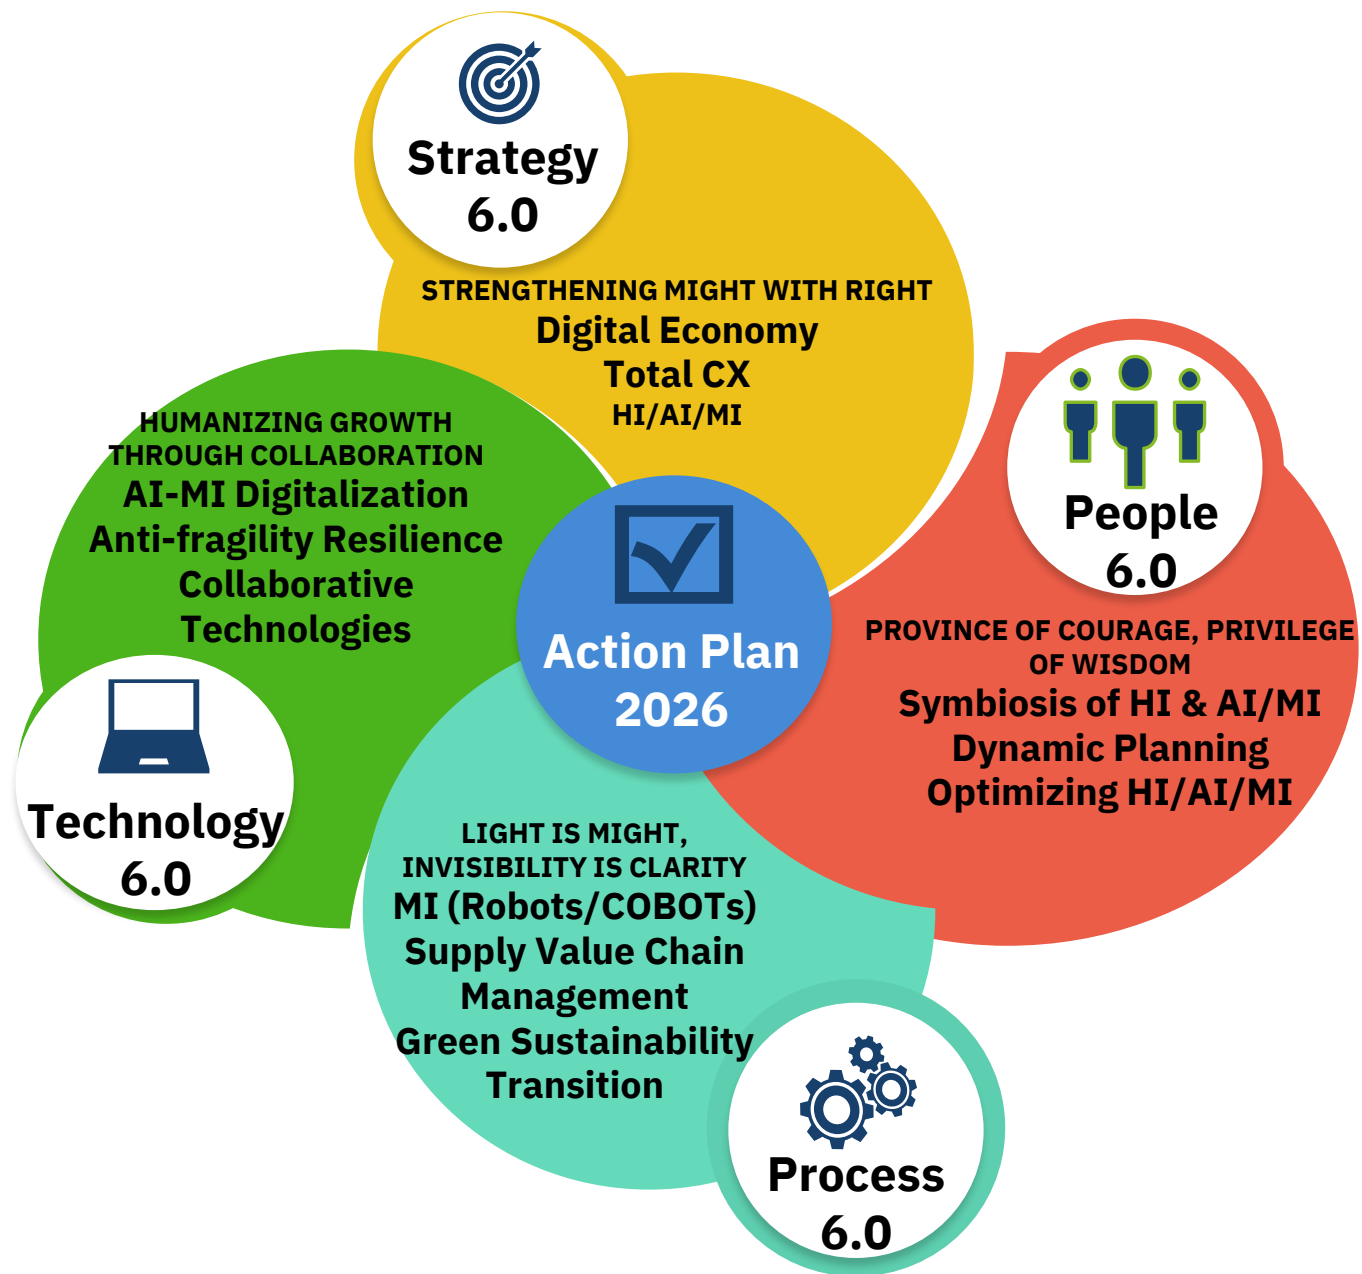 Strategy
6.0
STRENGTHENING MIGHT WITH RIGHT
Digital Economy
Total CX
HI/AI/MI
People
6.0
PROVINCE OF COURAGE, PRIVILEGE
OF WISDOM
Symbiosis of HI & AI/MI
Dynamic Planning
Optimizing HI/AI/MI
HUMANIZING GROWTH
THROUGH COLLABORATION
AI-MI Digitalization
Anti-fragility Resilience
Collaborative
Technologies
Technology
6.0
Action Plan
2026
LIGHT IS MIGHT,
INVISIBILITY IS CLARITY
MI (Robots/COBOTs)
Supply Value Chain
Management
Green Sustainability
Transition
Process
6.0